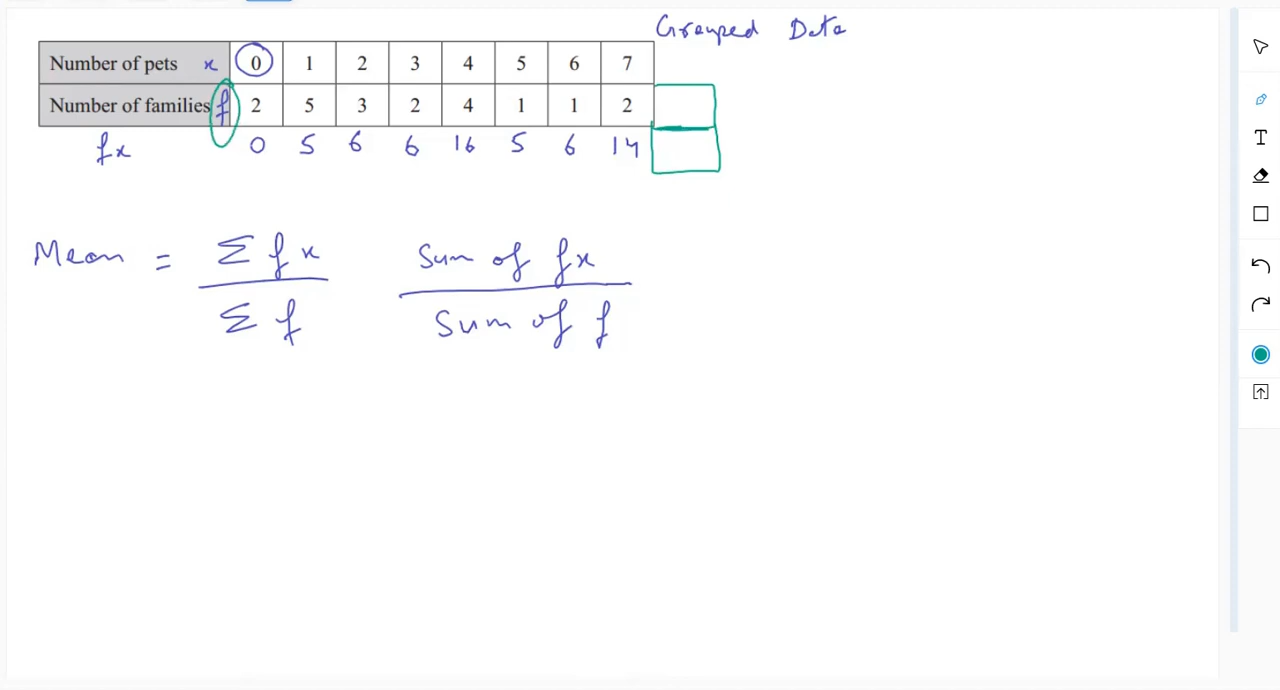 Grouped Data
Number of pets x 0 1 2 3 4 5 6 7
Number of families f 2 5 3 2 4 1 1 2
fx 0 5 6 6 16 5 6 14
Mean = Σ f x / Σ f Sum of fx / Sum of f
T